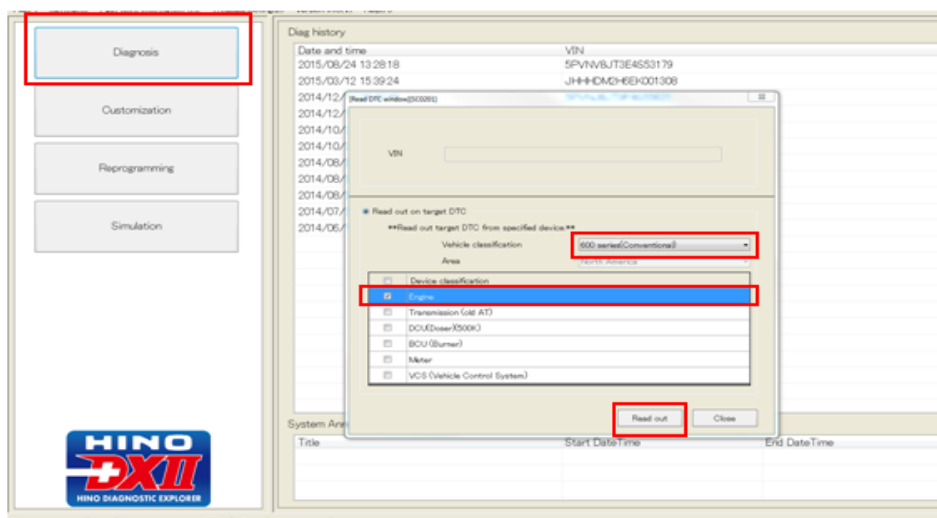 Diagnosis
Customization
Reprogramming
Simulation
HINO
DXII
HINO DIAGNOSTIC EXPLORER
Diag history
Date and time VIN
2015/08/24 13:28:18 5PVNV8JT3E4S53179
2015/03/12 15:39:24 JHHHDM2H6EK001308
2014/12/
2014/12/
2014/10/
2014/10/
2014/08/
2014/08/
2014/08/
2014/07/
2014/06/
[Read DTC window][SC0201]
VIN
Read out on target DTC
**Read out target DTC from specified device.**
Vehicle classification 600 series(Conventional)
Area North America
Device classification
Engine
Transmission (old AT)
DCU(Doser)(500K)
BCU (Burner)
Meter
VCS (Vehicle Control System)
Read out Close
System Ann
Title Start DateTime End DateTime